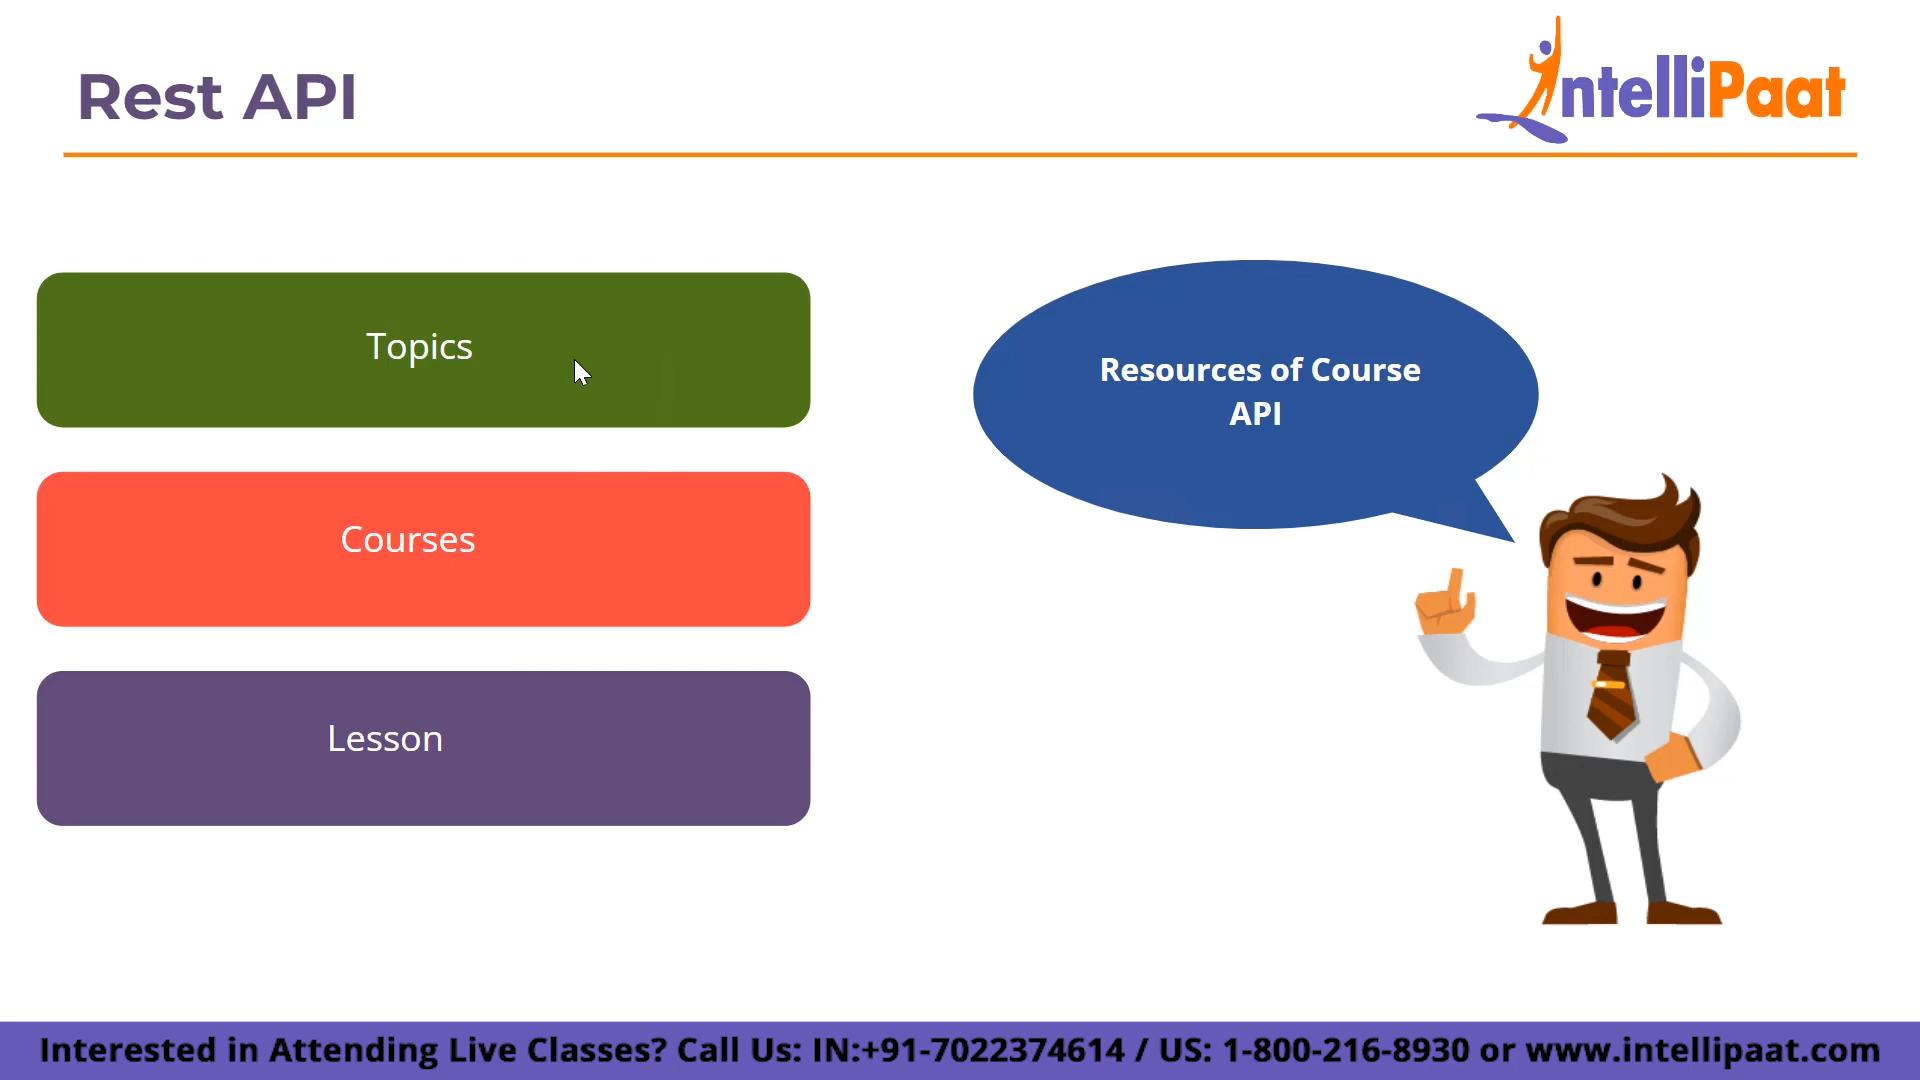 Rest API
IntelliPaat
Topics
Resources of Course
API
Courses
Lesson
Interested in Attending Live Classes? Call Us: IN:+91-7022374614 / US: 1-800-216-8930 or www.intellipaat.com